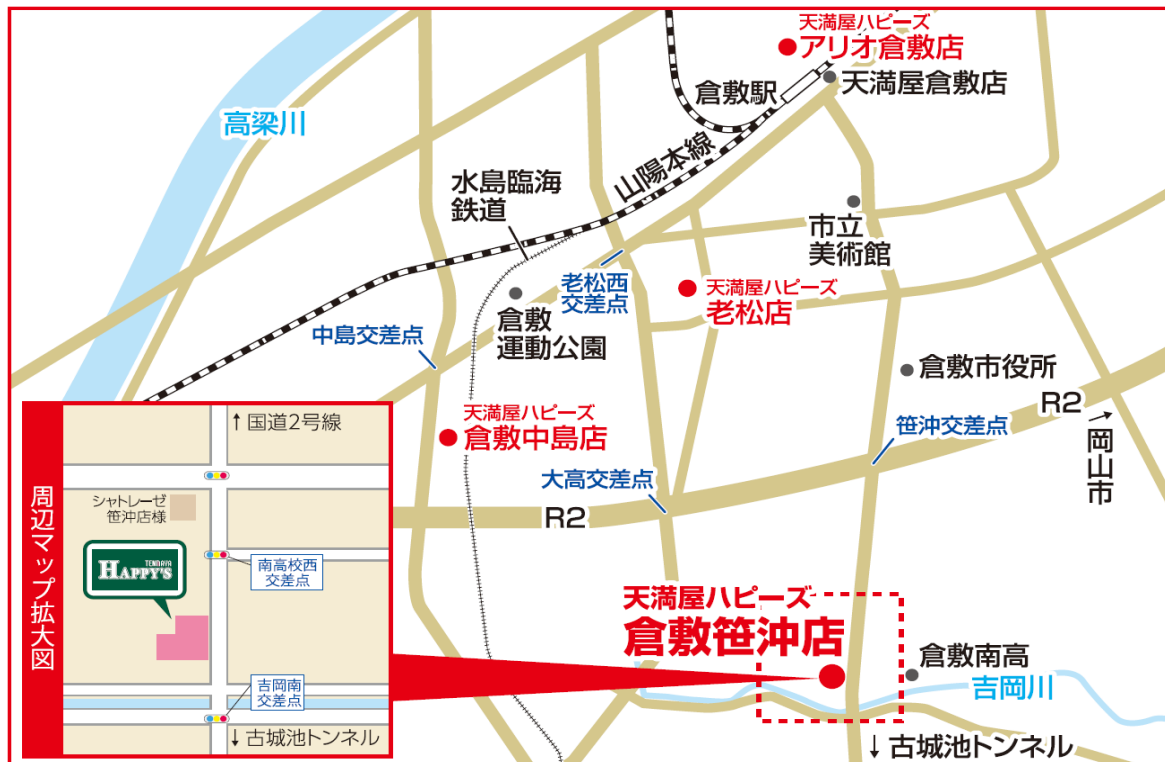 天満屋ハピーズ
アリオ倉敷店
倉敷駅
天満屋倉敷店
高梁川
山陽本線
水島臨海
鉄道
市立
美術館
老松西
交差点
天満屋ハピーズ
老松店
倉敷
運動公園
中島交差点
倉敷市役所
R2
→
岡山市
天満屋ハピーズ
倉敷中島店
笹沖交差点
大高交差点
R2
天満屋ハピーズ
倉敷笹沖店
倉敷南高
吉岡川
↓古城池トンネル
周辺マップ拡大図
↑国道2号線
シャトレーゼ
笹沖店様
TENMAYA
HAPPY'S
南高校西
交差点
吉岡南
交差点
↓古城池トンネル